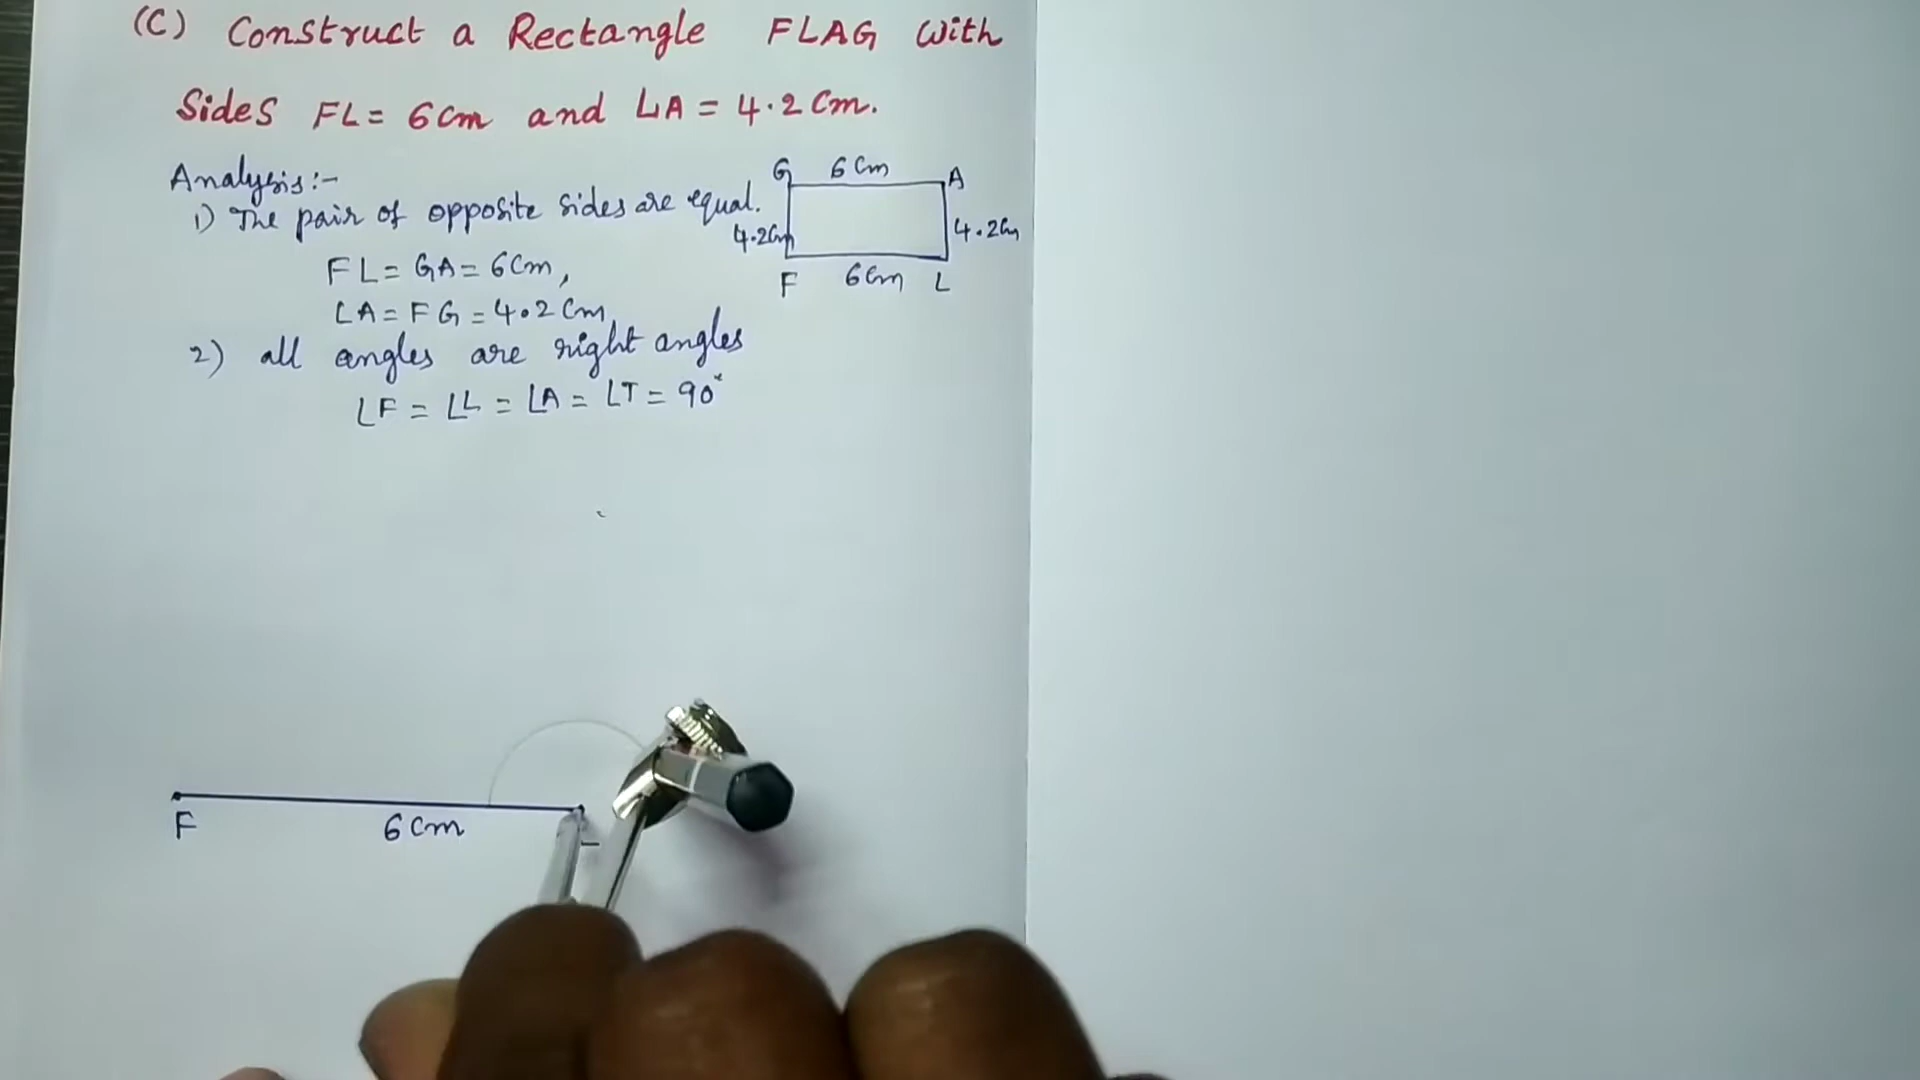 (C) Construct a Rectangle FLAG With
Sides FL = 6cm and LA = 4.2 Cm.
Analysis:-
1) The pair of opposite sides are equal.
FL = GA = 6Cm,
LA = FG = 4.2 Cm,
2) all angles are right angles
∠F = ∠L = ∠A = ∠T = 90°
G 6 Cm A
4.2Cm 4.2Cm
F 6Cm L
F 6 Cm L